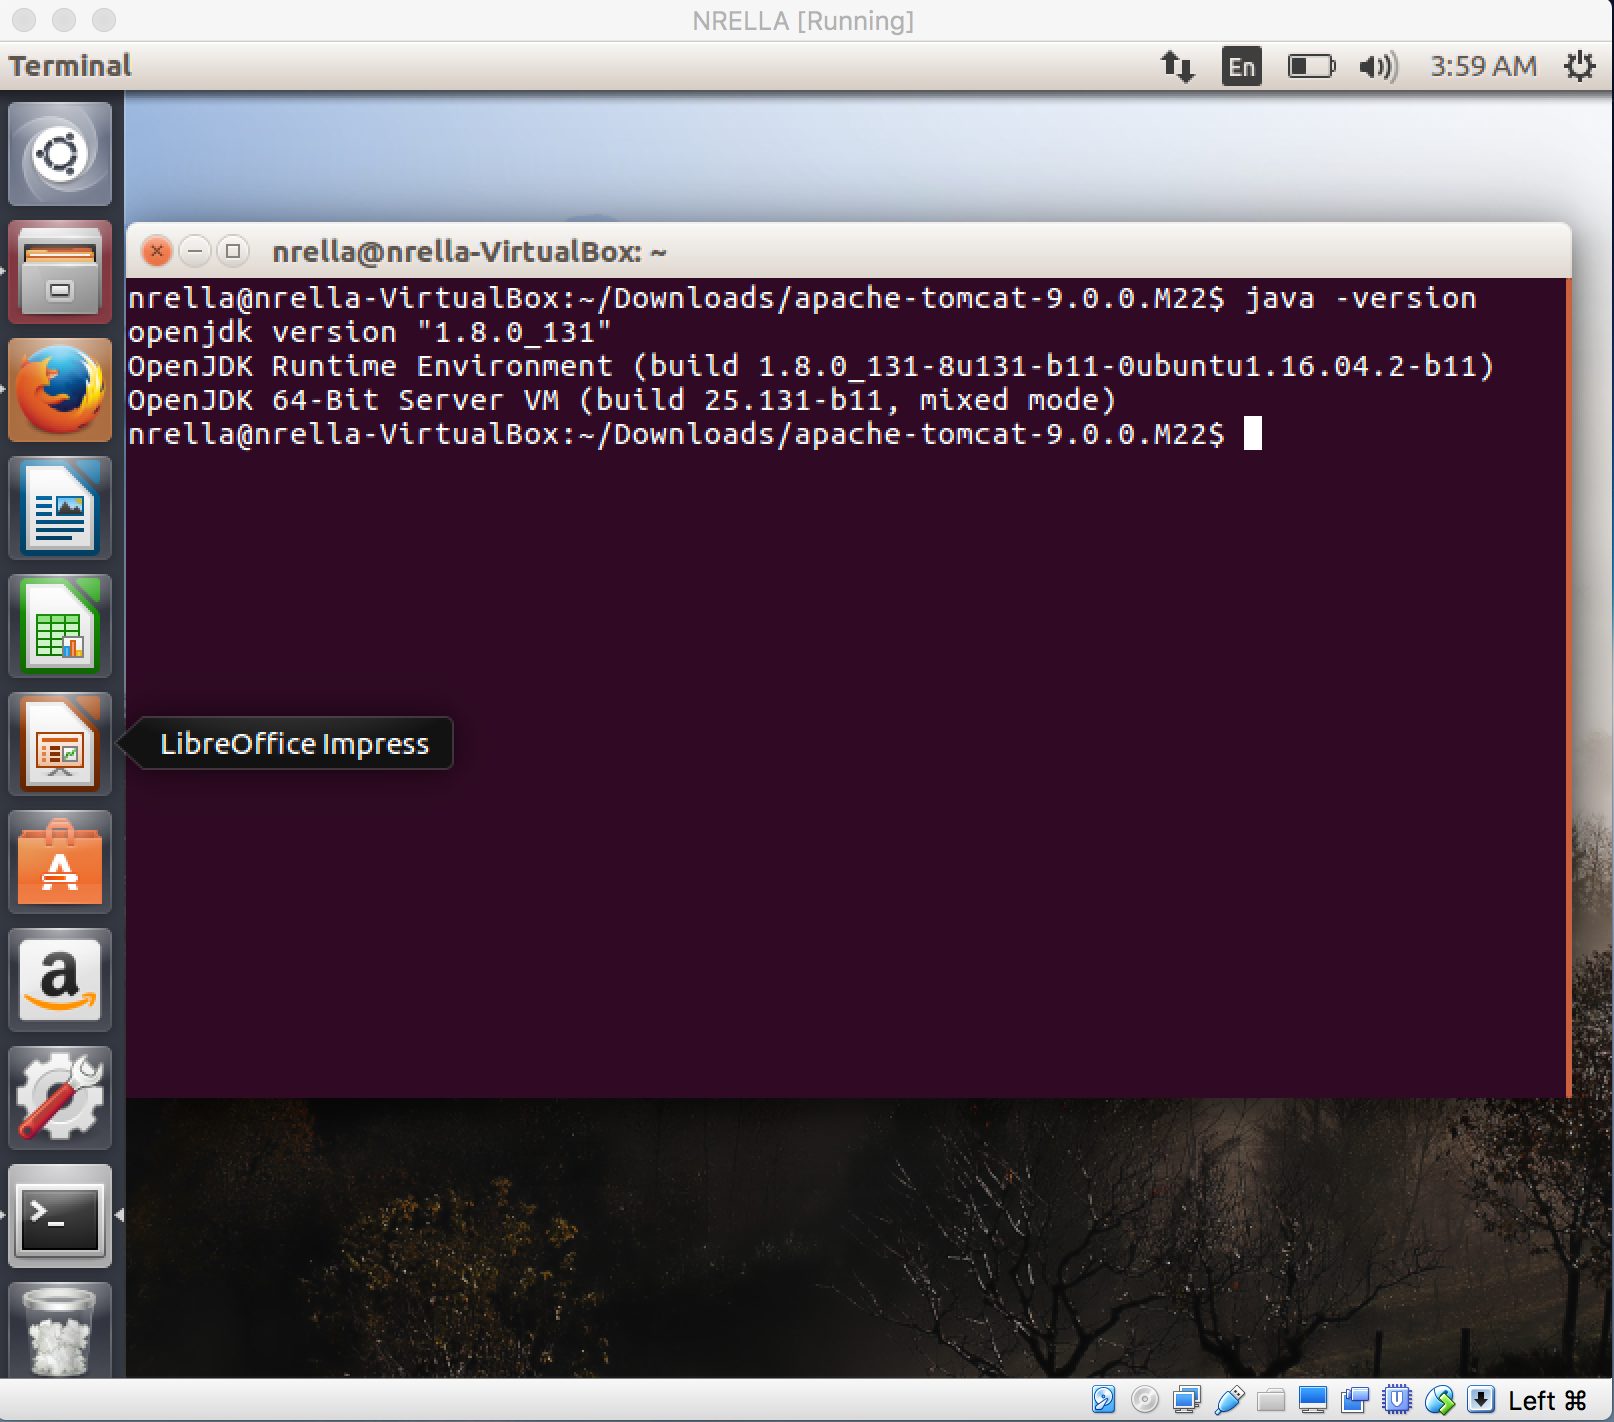 NRELLA [Running]
Terminal
En
3:59 AM
nrella@nrella-VirtualBox: ~
nrella@nrella-VirtualBox:~/Downloads/apache-tomcat-9.0.0.M22$ java -version
openjdk version "1.8.0_131"
OpenJDK Runtime Environment (build 1.8.0_131-8u131-b11-0ubuntu1.16.04.2-b11)
OpenJDK 64-Bit Server VM (build 25.131-b11, mixed mode)
nrella@nrella-VirtualBox:~/Downloads/apache-tomcat-9.0.0.M22$
LibreOffice Impress
a
>_
Left ⌘